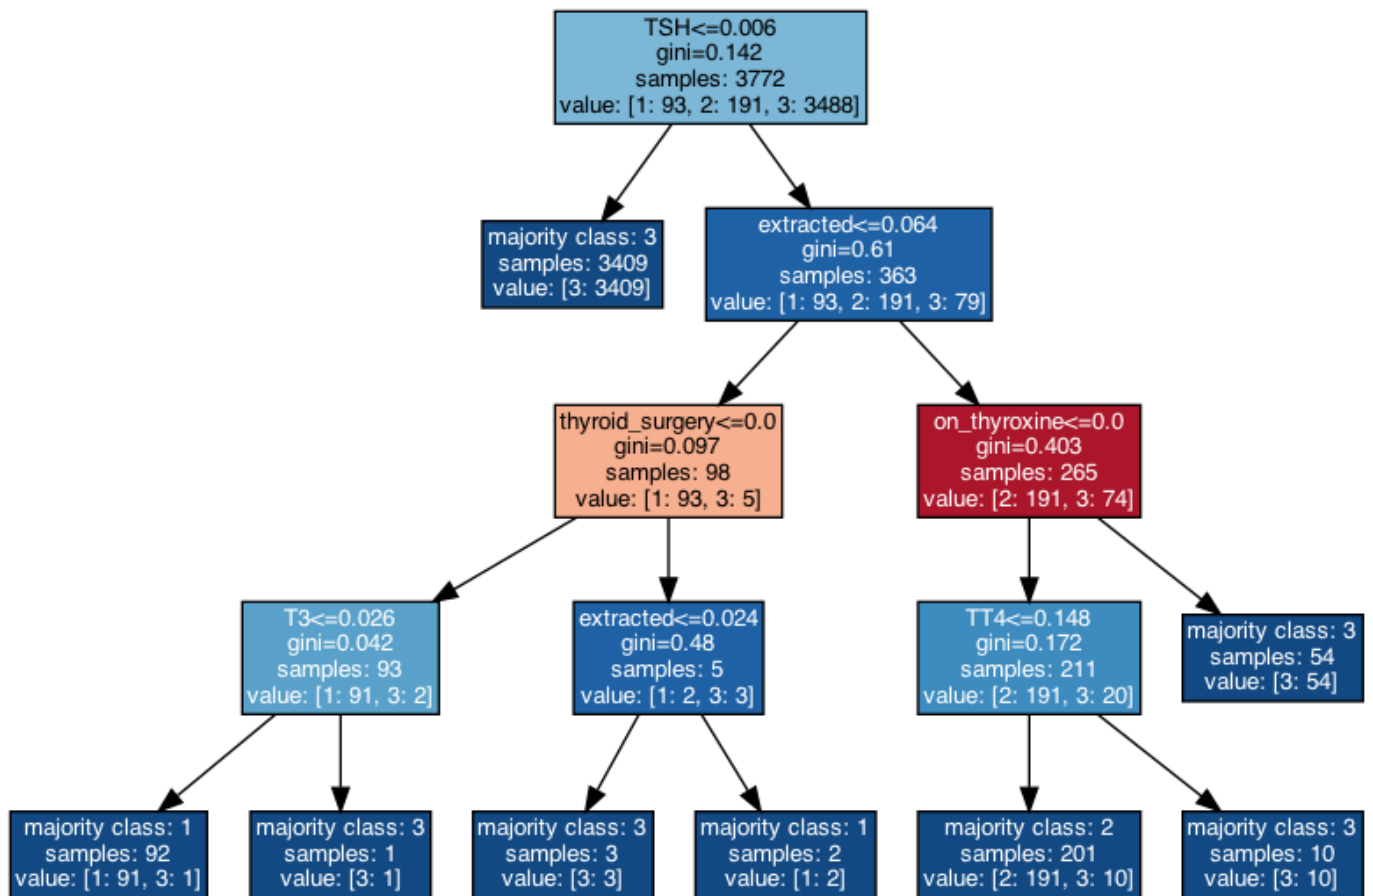 TSH<=0.006
gini=0.142
samples: 3772
value: [1: 93, 2: 191, 3: 3488]
majority class: 3
samples: 3409
value: [3: 3409]
extracted<=0.064
gini=0.61
samples: 363
value: [1: 93, 2: 191, 3: 79]
thyroid_surgery<=0.0
gini=0.097
samples: 98
value: [1: 93, 3: 5]
on_thyroxine<=0.0
gini=0.403
samples: 265
value: [2: 191, 3: 74]
T3<=0.026
gini=0.042
samples: 93
value: [1: 91, 3: 2]
extracted<=0.024
gini=0.48
samples: 5
value: [1: 2, 3: 3]
TT4<=0.148
gini=0.172
samples: 211
value: [2: 191, 3: 20]
majority class: 3
samples: 54
value: [3: 54]
majority class: 1
samples: 92
value: [1: 91, 3: 1]
majority class: 3
samples: 1
value: [3: 1]
majority class: 3
samples: 3
value: [3: 3]
majority class: 1
samples: 2
value: [1: 2]
majority class: 2
samples: 201
value: [2: 191, 3: 10]
majority class: 3
samples: 10
value: [3: 10]